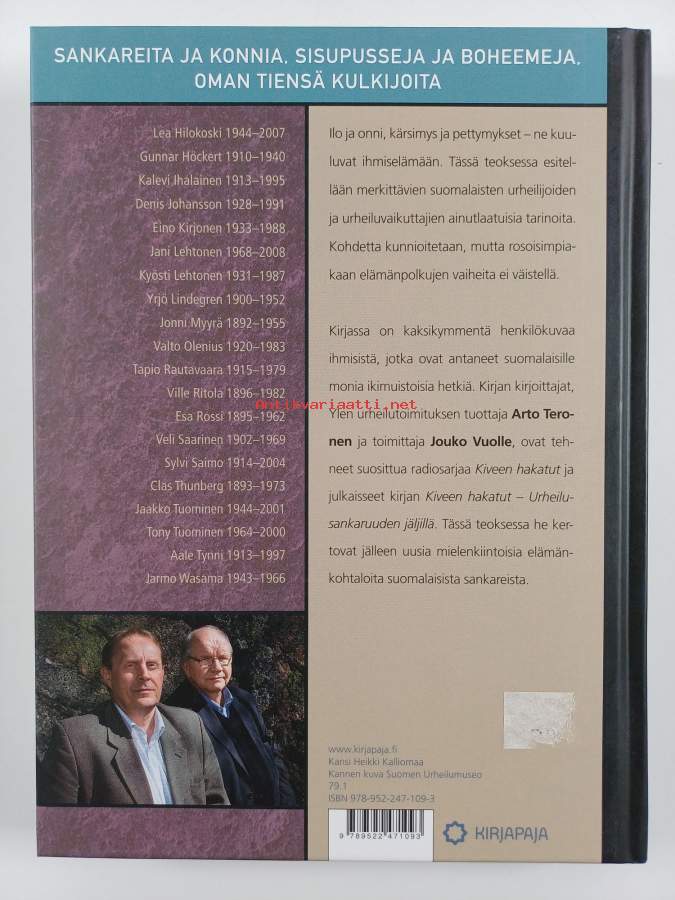 SANKAREITA JA KONNIA, SISUPUSSEJA JA BOHEEMEJA,
OMAN TIENSÄ KULKIJOITA
Lea Hilokoski 1944–2007
Gunnar Höckert 1910–1940
Kalevi Ihalainen 1913–1995
Denis Johansson 1928–1991
Eino Kirjonen 1933–1988
Jani Lehtonen 1968–2008
Kyösti Lehtonen 1931–1987
Yrjö Lindegren 1900–1952
Jonni Myyrä 1892–1955
Valto Olenius 1920–1983
Tapio Rautavaara 1915–1979
Ville Ritola 1896–1982
Esa Rossi 1895–1962
Veli Saarinen 1902–1969
Sylvi Saimo 1914–2004
Clas Thunberg 1893–1973
Jaakko Tuominen 1944–2001
Tony Tuominen 1964–2000
Aale Tynni 1913–1997
Jarmo Wasama 1943–1966
Ilo ja onni, kärsimys ja pettymykset – ne kuu-
luvat ihmiselämään. Tässä teoksessa esitel-
lään merkittävien suomalaisten urheilijoiden
ja urheiluvaikuttajien ainutlaatuisia tarinoita.
Kohdetta kunnioitetaan, mutta rosoisimpia-
kaan elämänpolkujen vaiheita ei väistellä.
Kirjassa on kaksikymmentä henkilökuvaa
ihmisistä, jotka ovat antaneet suomalaisille
monia ikimuistoisia hetkiä. Kirjan kirjoittajat,
Ylen urheilutoimituksen tuottaja Arto Tero-
nen ja toimittaja Jouko Vuolle, ovat teh-
neet suosittua radiosarjaa Kiveen hakatut ja
julkaisseet kirjan Kiveen hakatut – Urheilu-
sankaruuden jäljillä. Tässä teoksessa he ker-
tovat jälleen uusia mielenkiintoisia elämän-
kohtaloita suomalaisista sankareista.
Antikvariaatti.net
www.kirjapaja.fi
Kansi Heikki Kalliomaa
Kannen kuva Suomen Urheilumuseo
79.1
ISBN 978-952-247-109-3
9 789522 471093
KIRJAPAJA